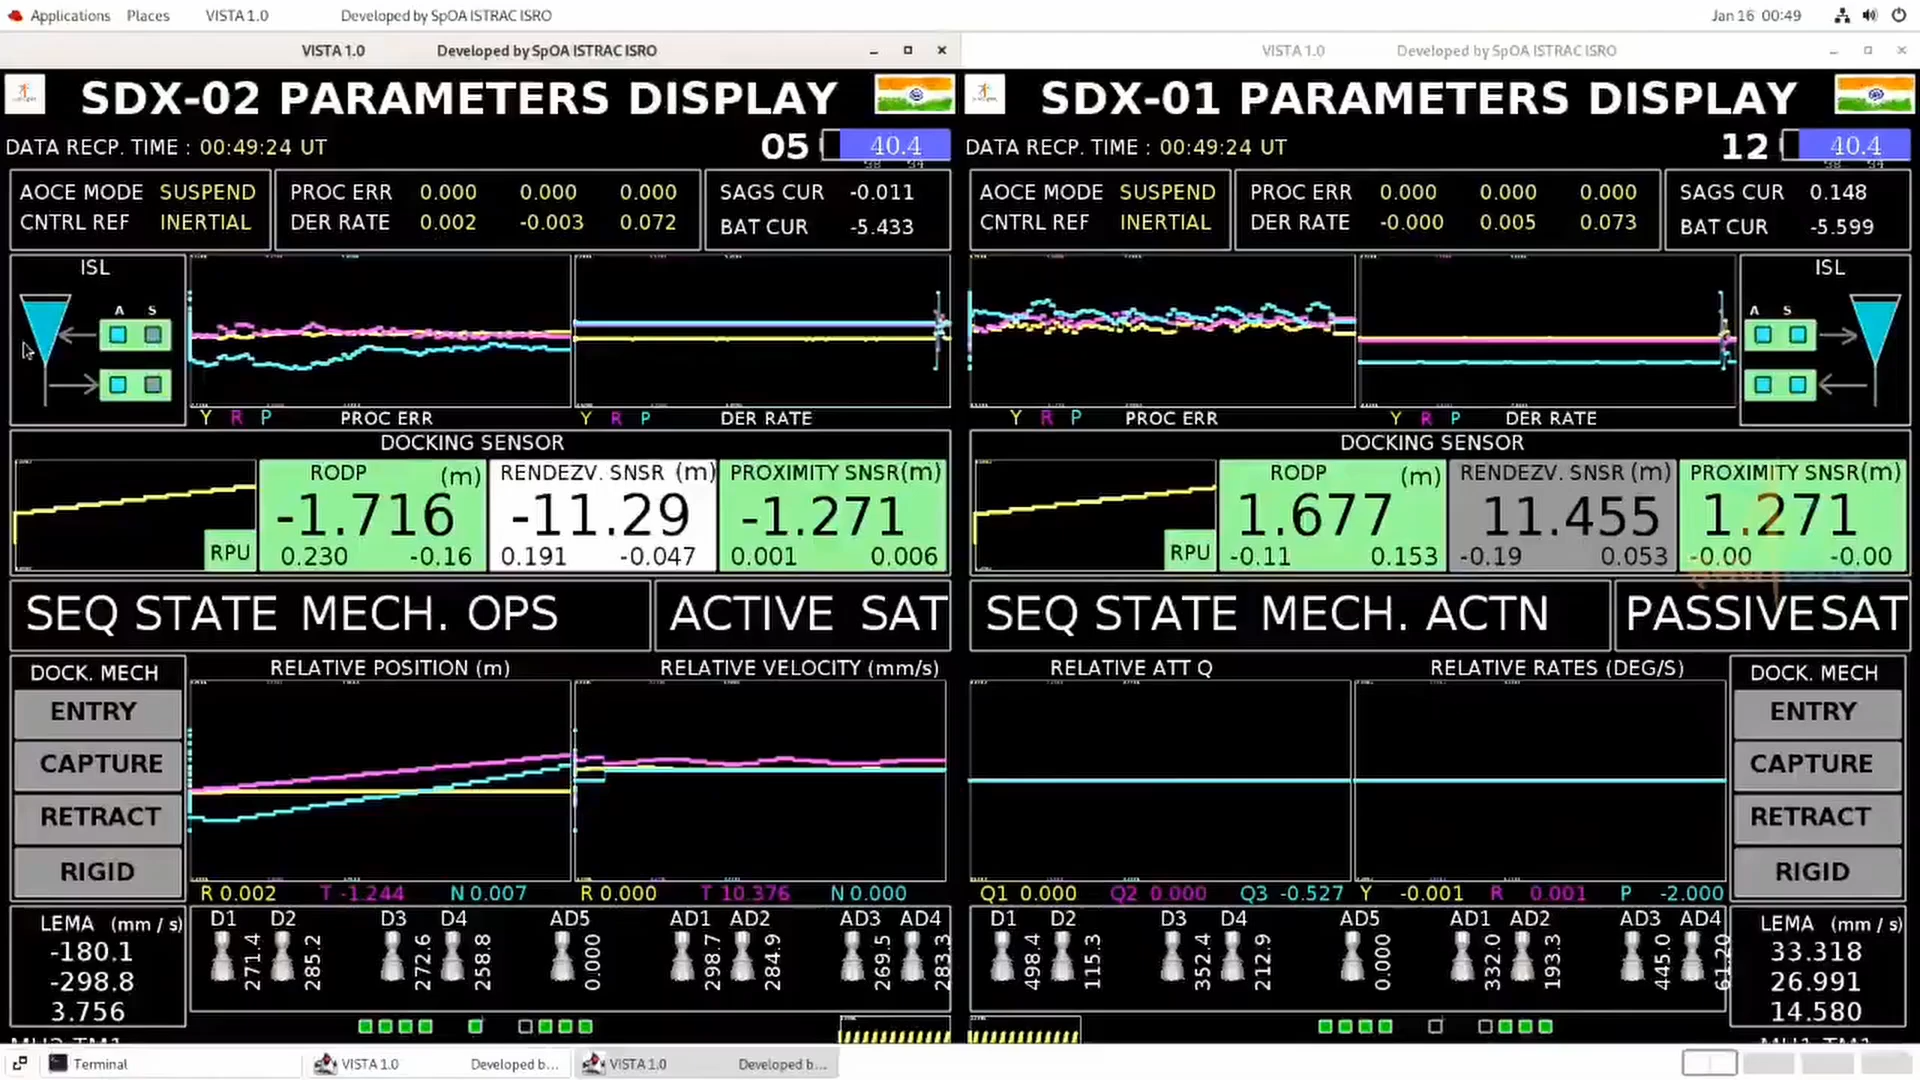 Applications Places VISTA 1.0 Developed by SpOA ISTRAC ISRO Jan 16 00:49
VISTA 1.0 Developed by SpOA ISTRAC ISRO
SDX-02 PARAMETERS DISPLAY
DATA RECP. TIME : 00:49:24 UT 05 40.4
AOCE MODE SUSPEND
CNTRL REF INERTIAL
PROC ERR 0.000 0.000 0.000
DER RATE 0.002 -0.003 0.072
SAGS CUR -0.011
BAT CUR -5.433
ISL
A S
Y R P PROC ERR
Y R P DER RATE
DOCKING SENSOR
RPU
RODP (m)
-1.716
0.230 -0.16
RENDEZV. SNSR (m)
-11.29
0.191 -0.047
PROXIMITY SNSR(m)
-1.271
0.001 0.006
SEQ STATE MECH. OPS
ACTIVE SAT
DOCK. MECH
ENTRY
CAPTURE
RETRACT
RIGID
RELATIVE POSITION (m)
R 0.002 T -1.244 N 0.007
RELATIVE VELOCITY (mm/s)
R 0.000 T 10.376 N 0.000
LEMA (mm / s)
-180.1
-298.8
3.756
D1 D2 D3 D4 AD5 AD1 AD2 AD3 AD4
271.4 285.2 272.6 258.8 0.000 298.7 284.9 269.5 283.3
VISTA 1.0 Developed by SpOA ISTRAC ISRO
SDX-01 PARAMETERS DISPLAY
DATA RECP. TIME : 00:49:24 UT 12 40.4
AOCE MODE SUSPEND
CNTRL REF INERTIAL
PROC ERR 0.000 0.000 0.000
DER RATE -0.000 0.005 0.073
SAGS CUR 0.148
BAT CUR -5.599
Y R P PROC ERR
Y R P DER RATE
ISL
A S
DOCKING SENSOR
RPU
RODP (m)
1.677
-0.11 0.153
RENDEZV. SNSR (m)
11.455
-0.19 0.053
PROXIMITY SNSR(m)
1.271
-0.00 -0.00
SEQ STATE MECH. ACTN
PASSIVE SAT
RELATIVE ATT Q
Q1 0.000 Q2 0.000 Q3 -0.527
RELATIVE RATES (DEG/S)
Y -0.001 R 0.001 P -2.000
DOCK. MECH
ENTRY
CAPTURE
RETRACT
RIGID
D1 D2 D3 D4 AD5 AD1 AD2 AD3 AD4
498.4 115.3 352.4 212.9 0.000 332.0 193.3 445.0 61.20
LEMA (mm / s)
33.318
26.991
14.580
Terminal VISTA 1.0 Developed b... VISTA 1.0 Developed b...